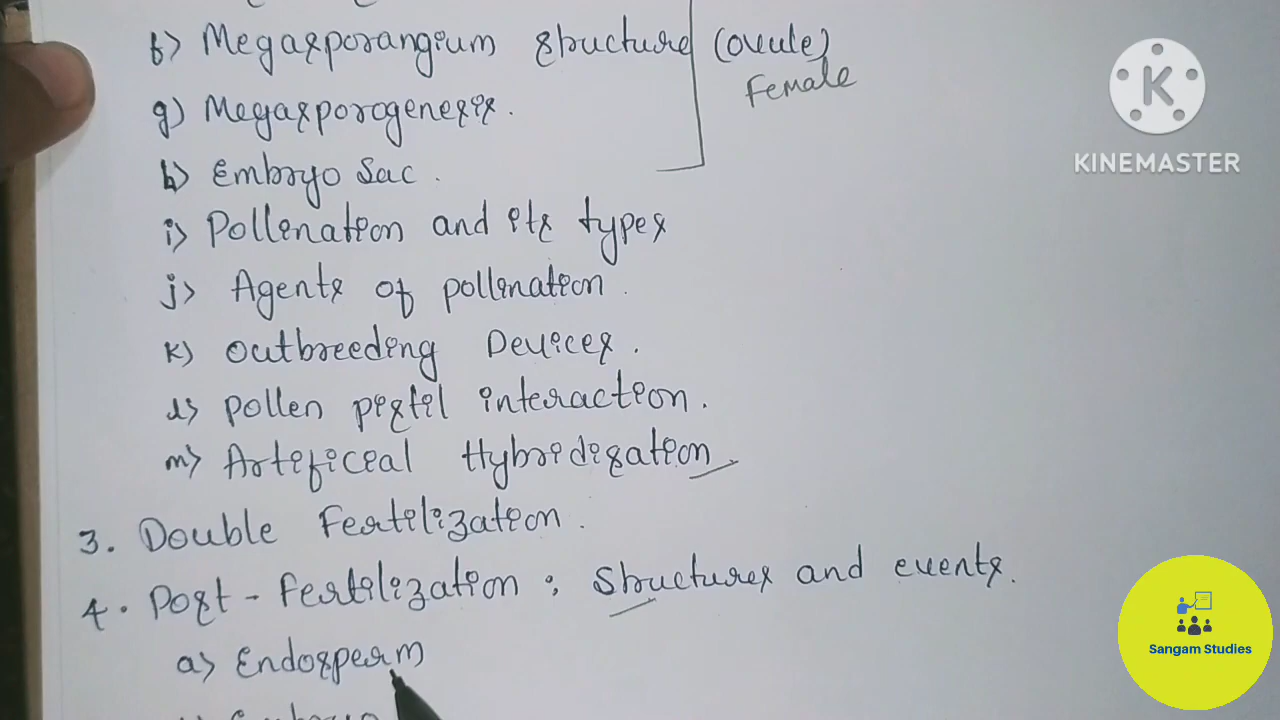 f) Megasporangium structure (ovule)
Female
g) Megasporogenesis.
h) Embryo Sac.
i) Pollination and its types
j) Agents of pollination.
k) Outbreeding Devices.
l) pollen pistil interaction.
m) Artificial Hybridization
3. Double Fertilization.
4. Post-Fertilization : Structures and events.
a) Endosperm
K
KINEMASTER
Sangam Studies